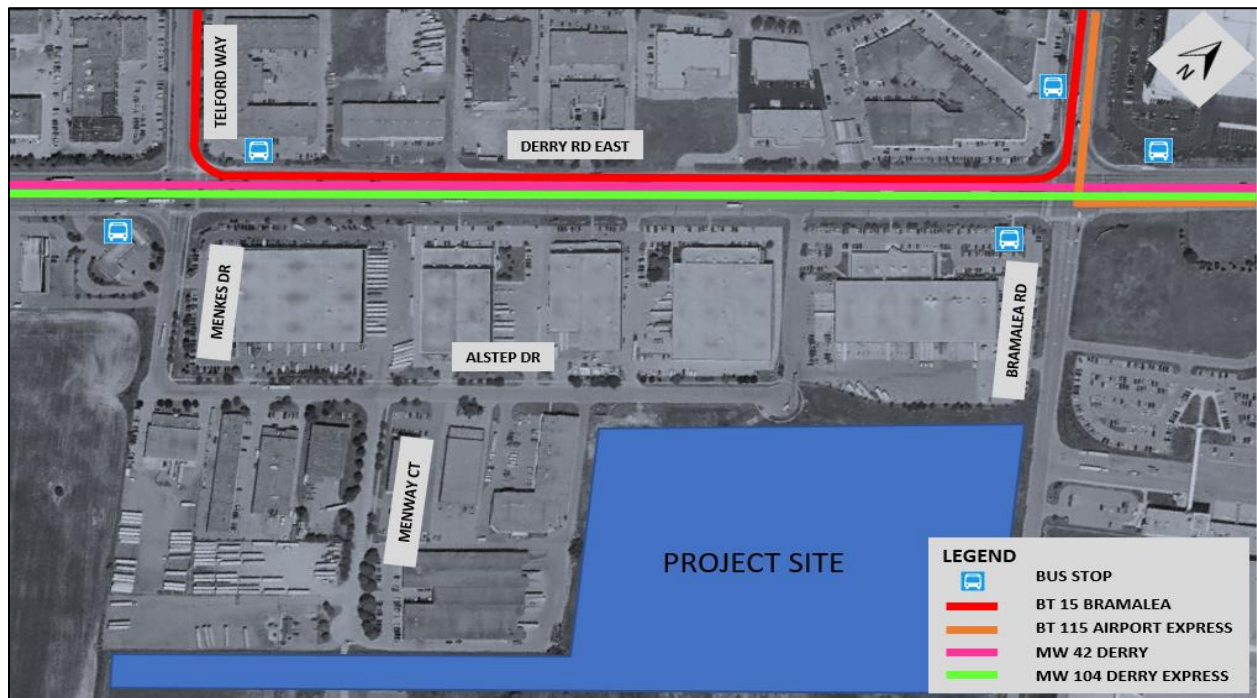 TELFORD WAY
N
DERRY RD EAST
MENKES DR
ALSTEP DR
BRAMALEA RD
MENWAY CT
PROJECT SITE
LEGEND
BUS STOP
BT 15 BRAMALEA
BT 115 AIRPORT EXPRESS
MW 42 DERRY
MW 104 DERRY EXPRESS